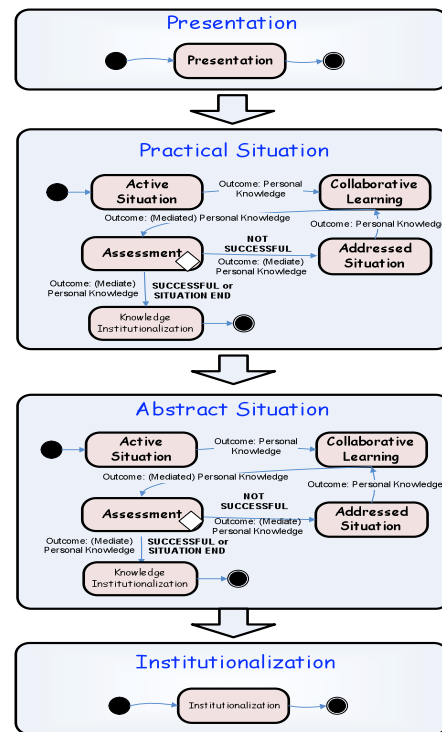 Presentation
Presentation
Practical Situation
Active
Situation
Outcome: Personal
Knowledge
Collaborative
Learning
Outcome: (Mediated) Personal Knowledge
Outcome: Personal Knowledge
Assessment
NOT
SUCCESSFUL
Outcome: (Mediate)
Personal Knowledge
Addressed
Situation
Outcome: (Mediate)
Personal Knowledge
SUCCESSFUL or
SITUATION END
Knowledge
Institutionalization
Abstract Situation
Active
Situation
Outcome: Personal
Knowledge
Collaborative
Learning
Outcome: (Mediated) Personal Knowledge
Outcome: Personal Knowledge
Assessment
NOT
SUCCESSFUL
Outcome: (Mediate)
Personal Knowledge
Addressed
Situation
Outcome: (Mediate)
Personal Knowledge
SUCCESSFUL or
SITUATION END
Knowledge
Institutionalization
Institutionalization
Institutionalization